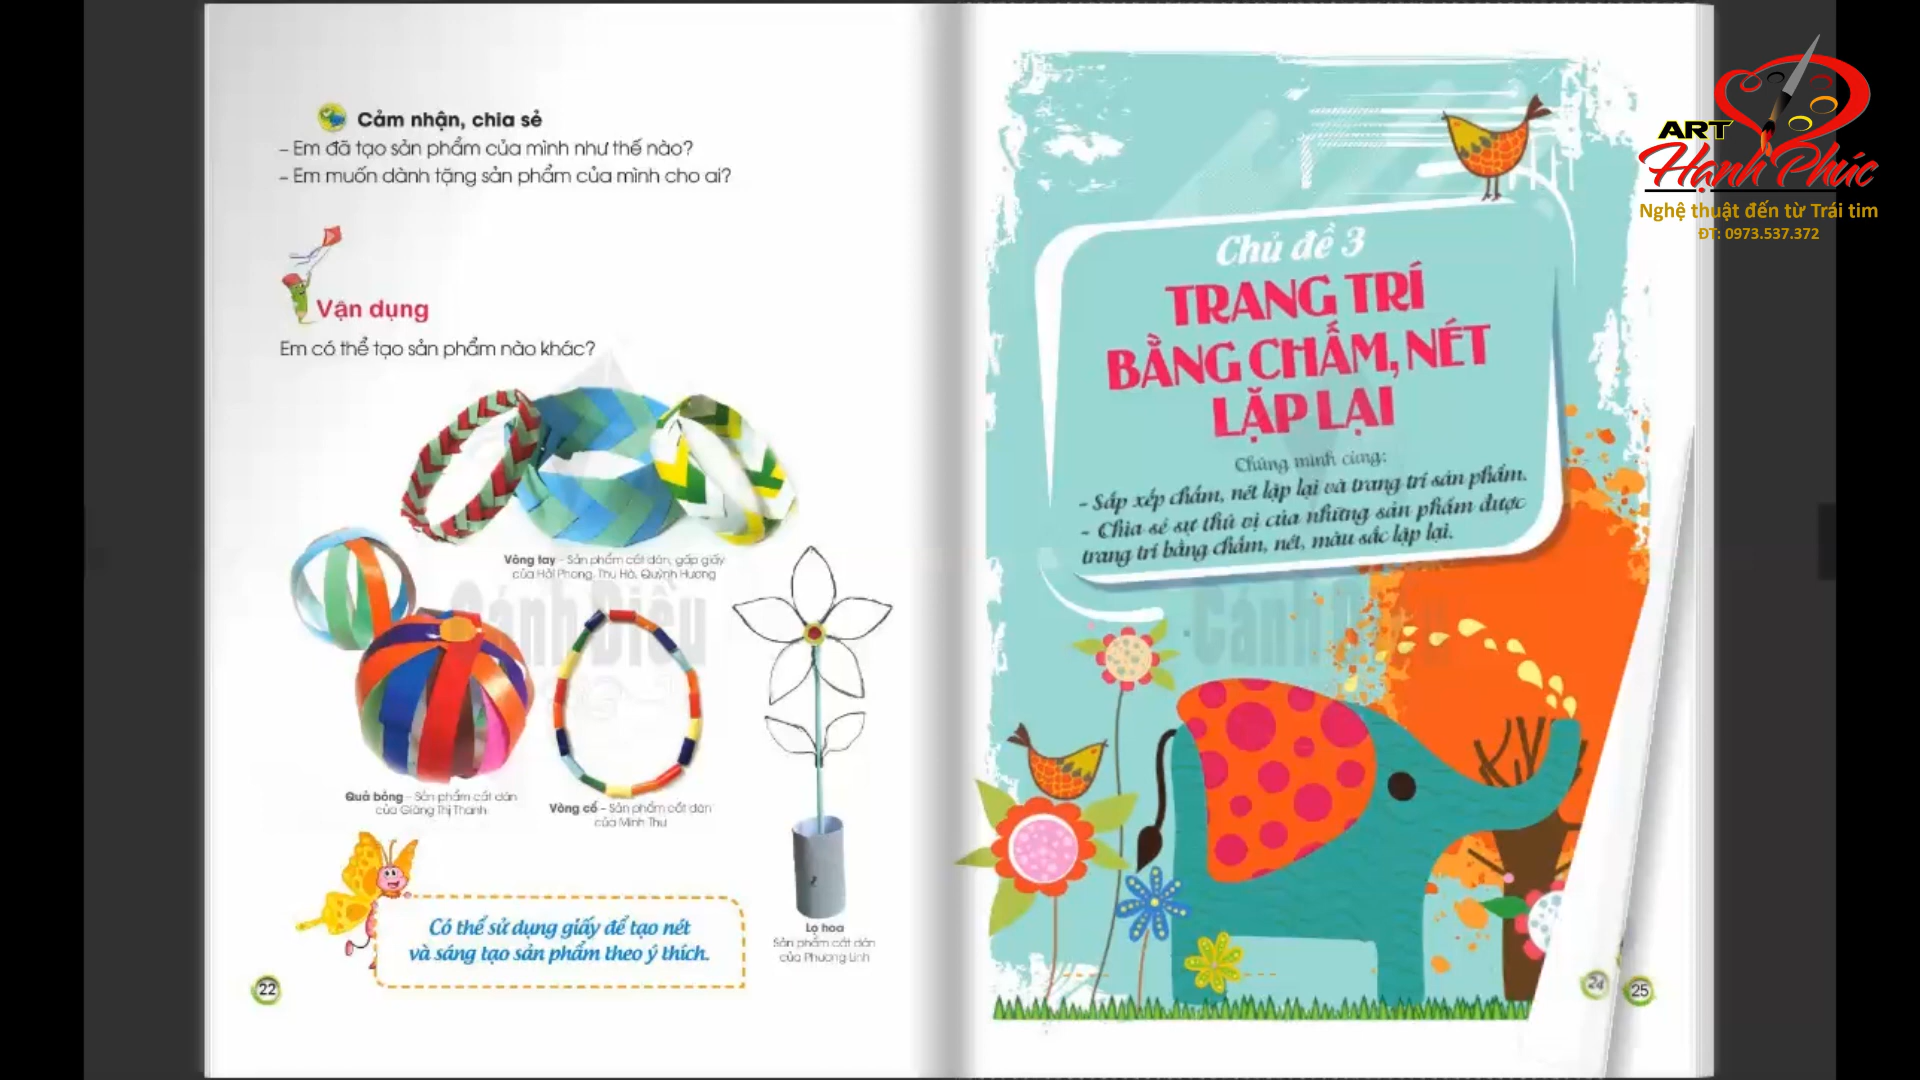 Cảm nhận, chia sẻ
– Em đã tạo sản phẩm của mình như thế nào?
– Em muốn dành tặng sản phẩm của mình cho ai?
Vận dụng
Em có thể tạo sản phẩm nào khác?
Vòng tay – Sản phẩm cắt dán, gấp giấy
của Hải Phong, Thu Hà, Quỳnh Hương
Quả bóng – Sản phẩm cắt dán
của Giàng Thị Thanh
Vòng cổ – Sản phẩm cắt dán
của Minh Thu
Lọ hoa
Sản phẩm cắt dán
của Phương Linh
Có thể sử dụng giấy để tạo nét
và sáng tạo sản phẩm theo ý thích.
22
Cánh Diều
Chủ đề 3
TRANG TRÍ
BẰNG CHẤM, NÉT
LẶP LẠI
Chúng mình cùng:
– Sắp xếp chấm, nét lặp lại và trang trí sản phẩm.
– Chia sẻ sự thú vị của những sản phẩm được
trang trí bằng chấm, nét, màu sắc lặp lại.
Cánh Diều
24
25
ART
Hạnh Phúc
Nghệ thuật đến từ Trái tim
ĐT: 0973.537.372